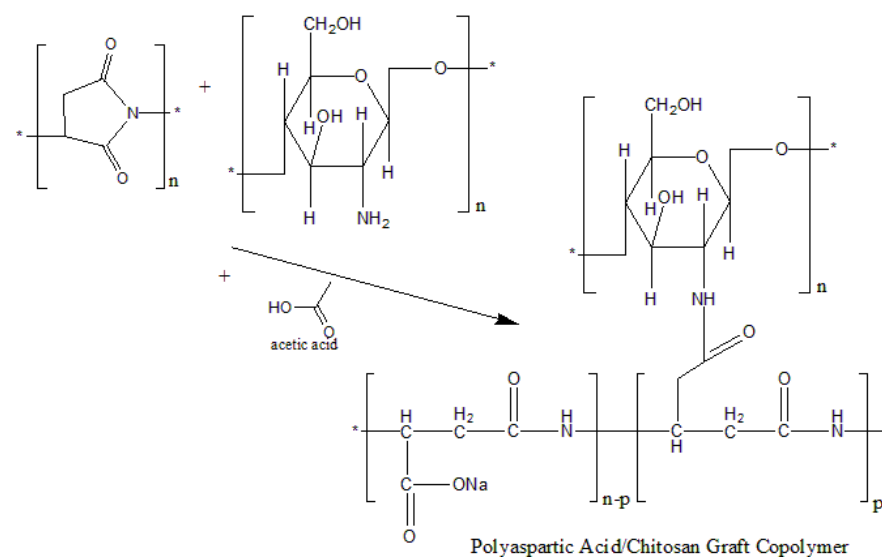 O
CH₂OH
+
H
O
O
*
N
*
*
OH
H
H
O
n
*
H
H
NH₂
n
CH₂OH
H
O
O
*
H
OH
H
*
H
H
NH
n
+
HO
O
acetic acid
O
O
H
H₂
O
H
H₂
O
H
*
C
C
C
N
C
C
C
N
H
C
ONa
n-p
p
O
Polyaspartic Acid/Chitosan Graft Copolymer